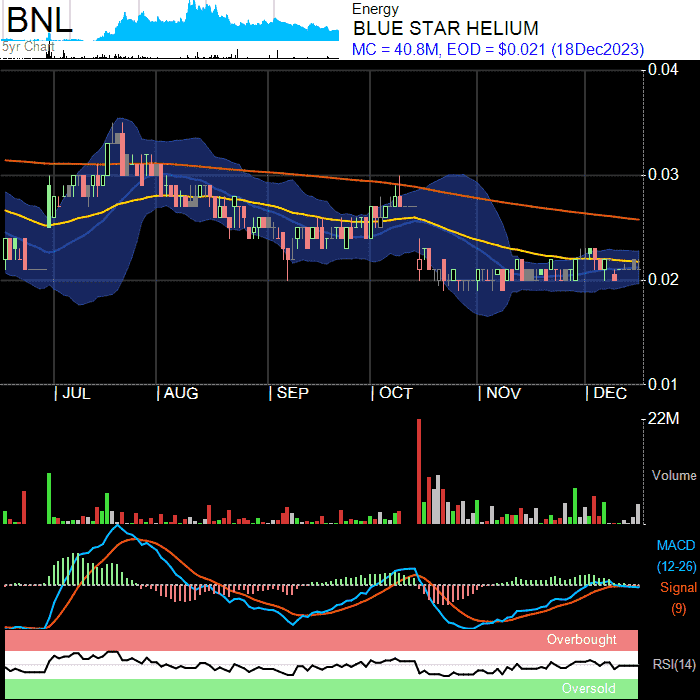 BNL
5yr Chart
Energy
BLUE STAR HELIUM
MC = 40.8M, EOD = $0.021 (18Dec2023)
0.04
0.03
0.02
0.01
JUL AUG SEP OCT NOV DEC
22M
Volume
MACD
(12-26)
Signal
(9)
Overbought
RSI(14)
Oversold